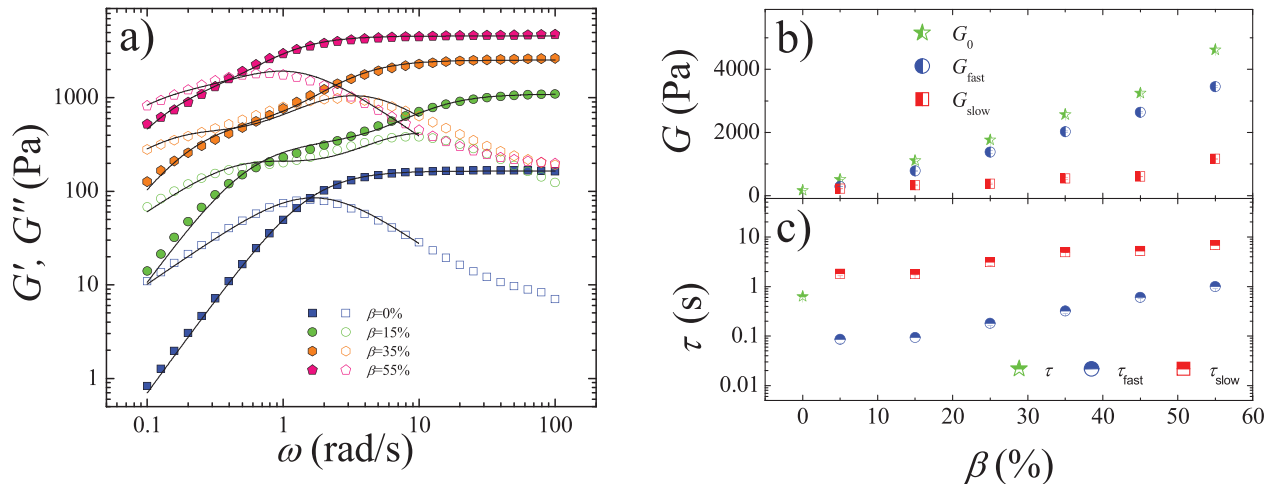 a)
G′, G″ (Pa)
1000
100
10
1
β=0%
β=15%
β=35%
β=55%
0.1 1 10 100
ω (rad/s)
b)
G (Pa)
4000
2000
0
G0
Gfast
Gslow
c)
τ (s)
10
1
0.1
0.01
τ τfast τslow
0 10 20 30 40 50 60
β (%)